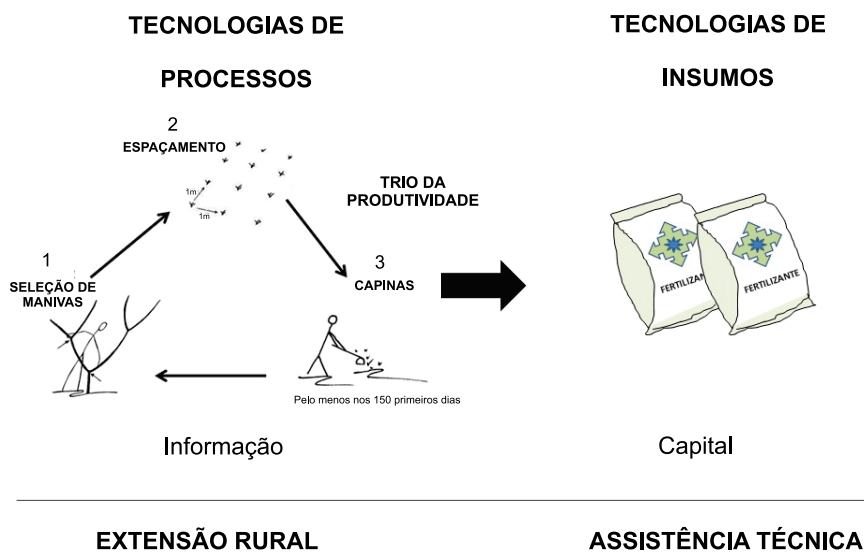 TECNOLOGIAS DE
PROCESSOS
TECNOLOGIAS DE
INSUMOS
2
ESPAÇAMENTO
1m
1m
TRIO DA
PRODUTIVIDADE
1
SELEÇÃO DE
MANIVAS
3
CAPINAS
Pelo menos nos 150 primeiros dias
FERTILIZAN
FERTILIZANTE
Informação
Capital
EXTENSÃO RURAL
ASSISTÊNCIA TÉCNICA